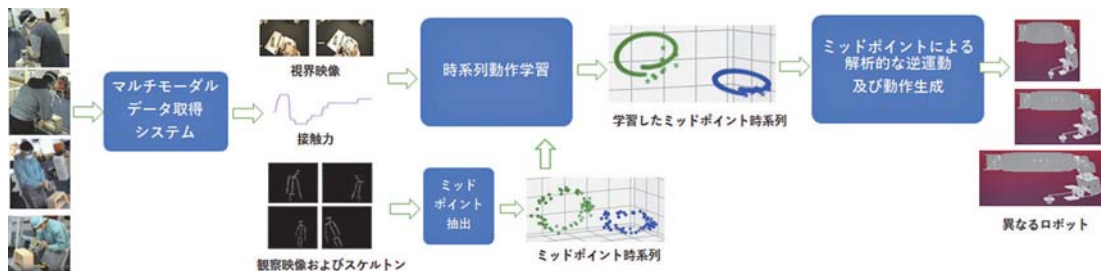 マルチモーダル
データ取得
システム
視界映像
接触力
観察映像およびスケルトン
ミッド
ポイント
抽出
時系列動作学習
ミッドポイント時系列
学習したミッドポイント時系列
ミッドポイントによる
解析的な逆運動
及び動作生成
異なるロボット